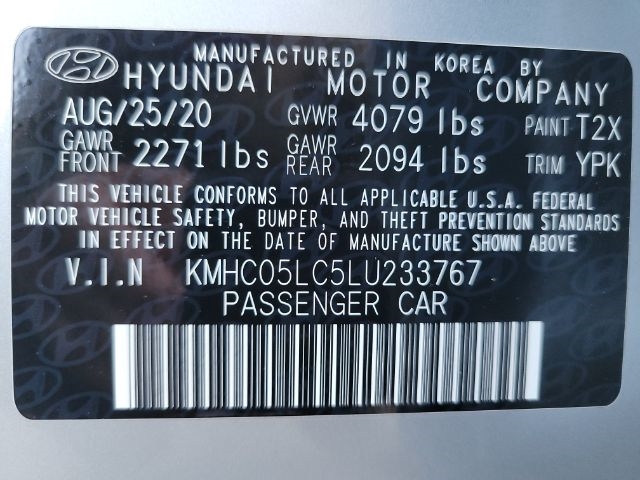 MANUFACTURED IN KOREA BY
HYUNDAI MOTOR COMPANY
AUG/25/20 GVWR 4079 lbs PAINT T2X
GAWR FRONT 2271 lbs GAWR REAR 2094 lbs TRIM YPK
THIS VEHICLE CONFORMS TO ALL APPLICABLE U.S.A. FEDERAL
MOTOR VEHICLE SAFETY, BUMPER, AND THEFT PREVENTION STANDARDS
IN EFFECT ON THE DATE OF MANUFACTURE SHOWN ABOVE
V.I.N KMHC05LC5LU233767
PASSENGER CAR